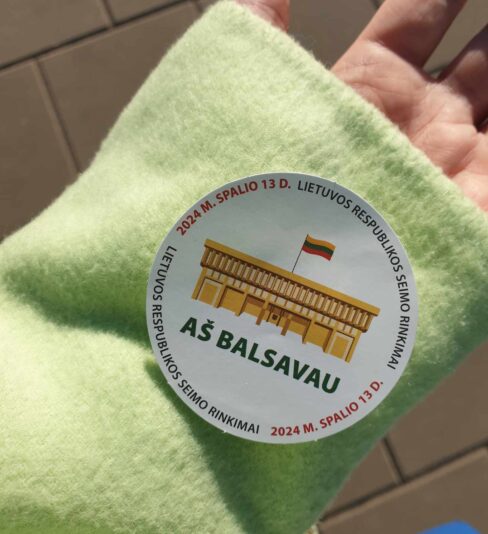 2024 M. SPALIO 13 D. LIETUVOS RESPUBLIKOS SEIMO RINKIMAI
AŠ BALSAVAU
LIETUVOS RESPUBLIKOS SEIMO RINKIMAI 2024 M. SPALIO 13 D.